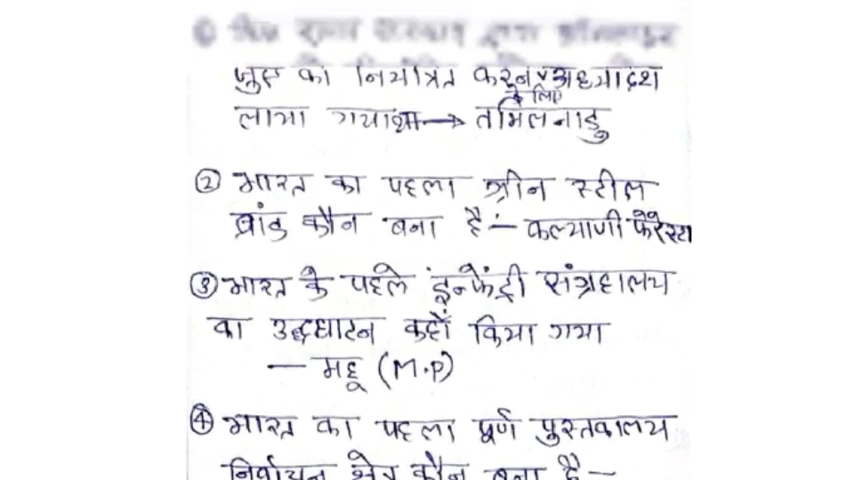 जुए को नियंत्रित करने के लिए अध्यादेश
लाया गया था → तमिलनाडु
② भारत का पहला ग्रीन स्टील
ब्रांड कौन बना है :- कल्याणी फेरेस्टा
③ भारत के पहले इन्फेंट्री संग्रहालय
का उद्धघाटन कहाँ किया गया
— महू (M.P)
④ भारत का पहला पूर्ण पुस्तकालय
निर्वाचन क्षेत्र कौन बना है —